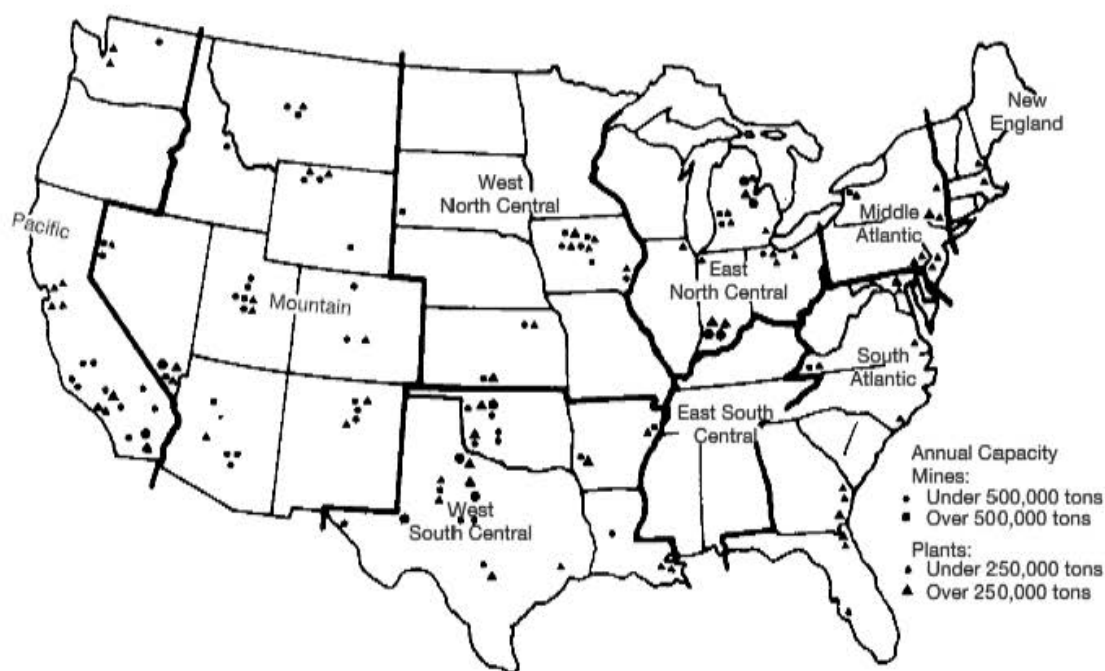 New
England
West
North Central
Middle
Atlantic
Pacific
East
North Central
Mountain
South
Atlantic
East South
Central
West
South Central
Annual Capacity
Mines:
Under 500,000 tons
Over 500,000 tons
Plants:
Under 250,000 tons
Over 250,000 tons